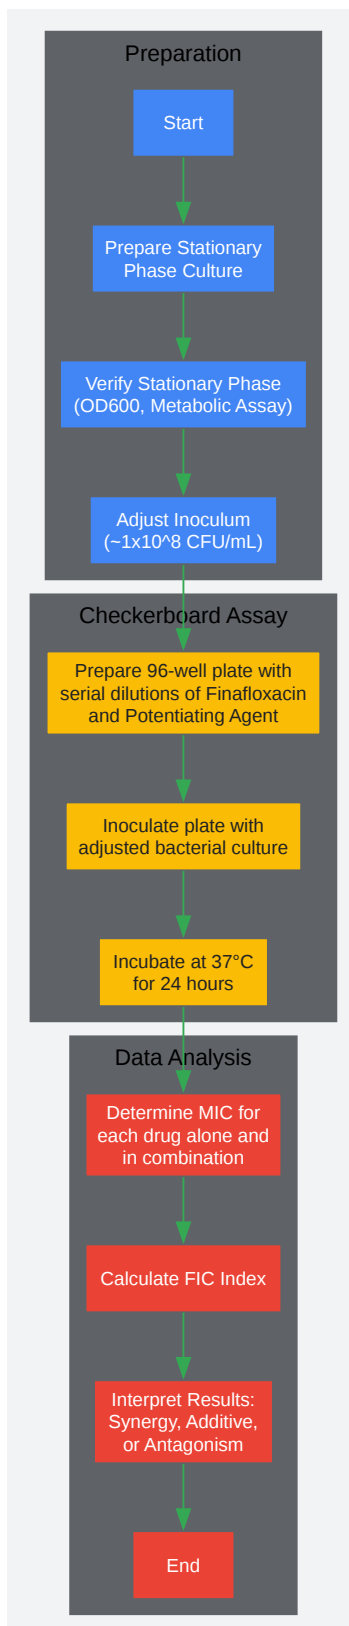 Preparation
Start
Prepare Stationary
Phase Culture
Verify Stationary Phase
(OD600, Metabolic Assay)
Adjust Inoculum
(~1x10^8 CFU/mL)
Checkerboard Assay
Prepare 96-well plate with
serial dilutions of Finafloxacin
and Potentiating Agent
Inoculate plate with
adjusted bacterial culture
Incubate at 37°C
for 24 hours
Data Analysis
Determine MIC for
each drug alone and
in combination
Calculate FIC Index
Interpret Results:
Synergy, Additive,
or Antagonism
End